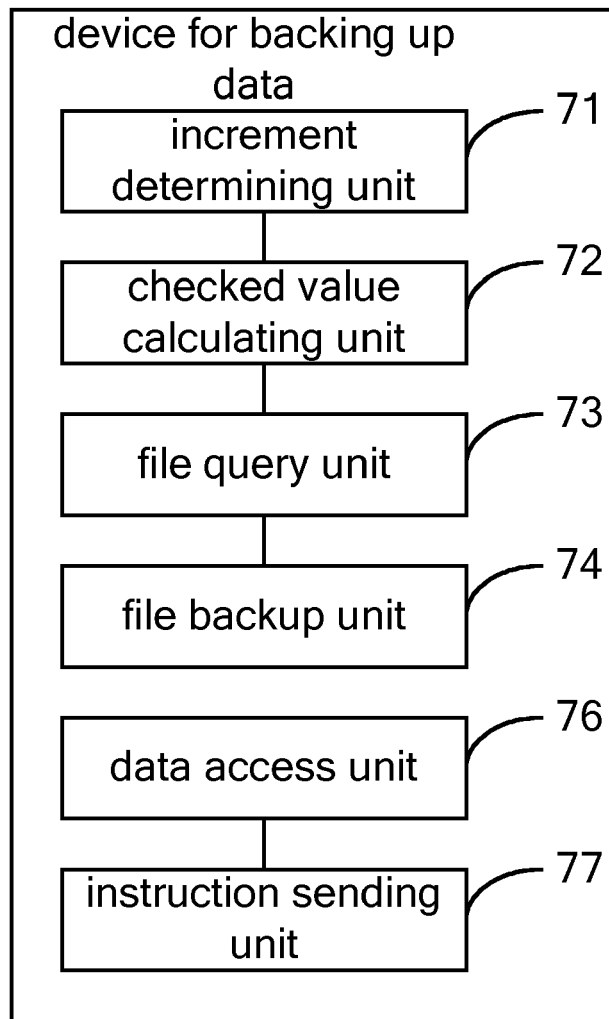 device for backing up
data
71
increment
determining unit
72
checked value
calculating unit
73
file query unit
74
file backup unit
76
data access unit
77
instruction sending
unit